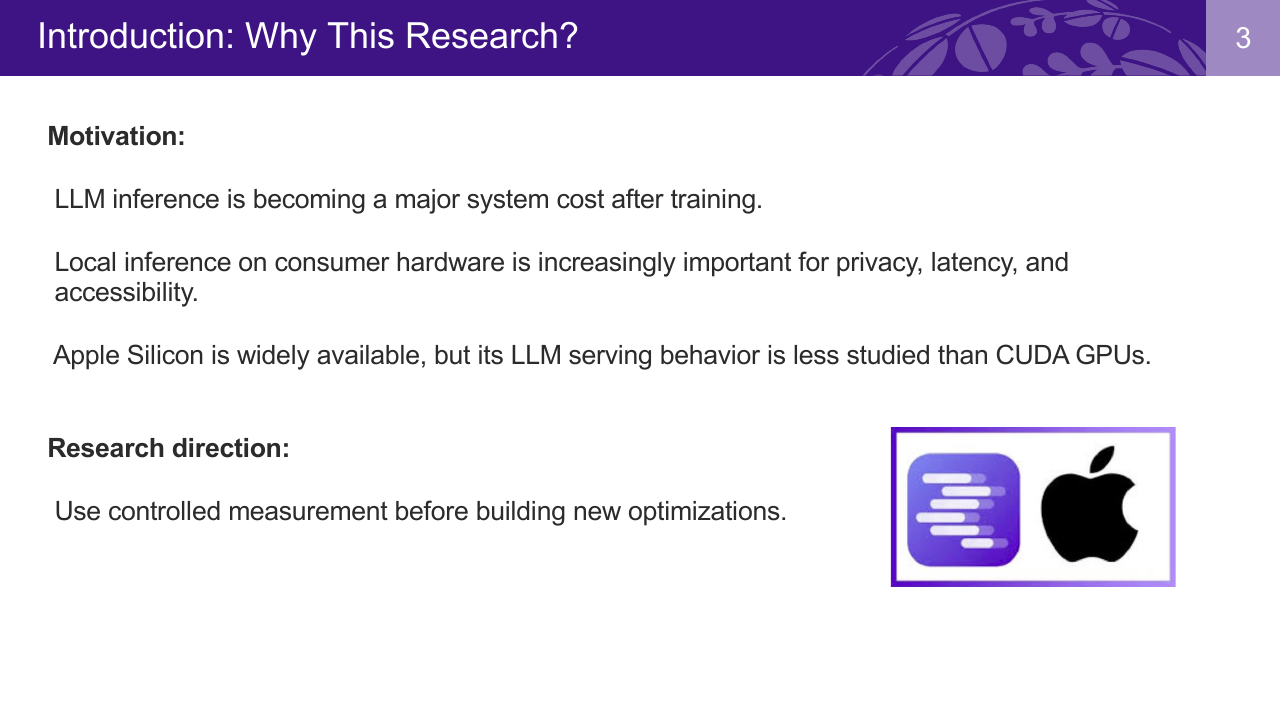 Introduction: Why This Research?
3
Motivation:
LLM inference is becoming a major system cost after training.
Local inference on consumer hardware is increasingly important for privacy, latency, and
accessibility.
Apple Silicon is widely available, but its LLM serving behavior is less studied than CUDA GPUs.
Research direction:
Use controlled measurement before building new optimizations.